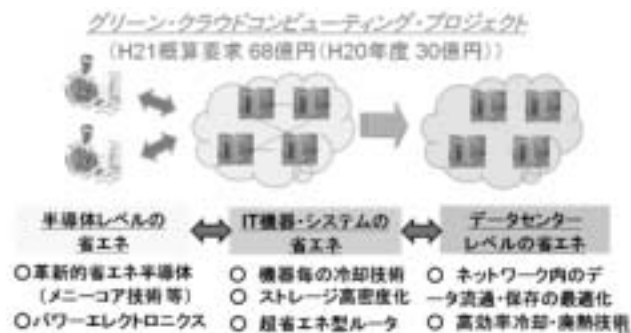 グリーン・クラウドコンピューティング・プロジェクト
(H21概算要求 68億円(H20年度 30億円))
半導体レベルの
省エネ
IT機器・システムの
省エネ
データセンター
レベルの省エネ
○革新的省エネ半導体
(メニーコア技術等)
○パワーエレクトロニクス
○ 機器毎の冷却技術
○ ストレージ高密度化
○ 超省エネ型ルータ
○ ネットワーク内のデ
ータ流通・保存の最適化
○ 高効率冷却・廃熱技術